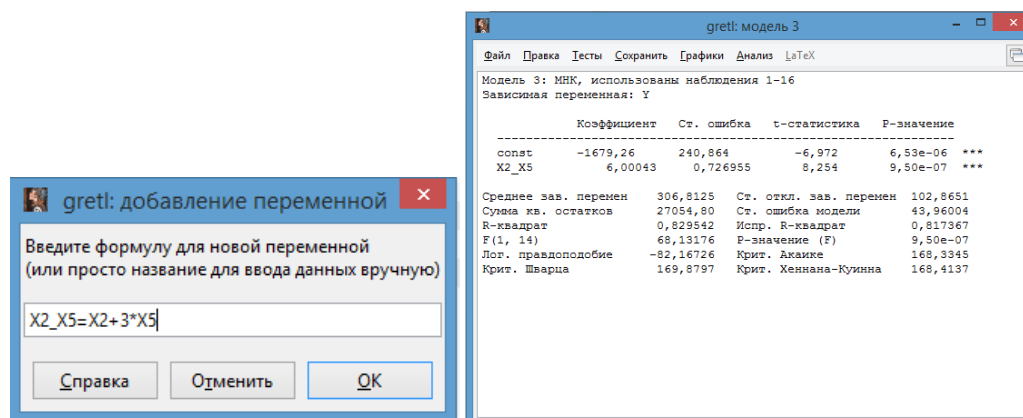 gretl: добавление переменной
Введите формулу для новой переменной
(или просто название для ввода данных вручную)
X2_X5=X2+3*X5
Справка Отменить OK
gretl: модель 3
Файл Правка Тесты Сохранить Графики Анализ LaTeX
Модель 3: МНК, использованы наблюдения 1-16
Зависимая переменная: Y
Коэффициент Ст. ошибка t-статистика P-значение
const -1679,26 240,864 -6,972 6,53e-06 ***
X2_X5 6,00043 0,726955 8,254 9,50e-07 ***
Среднее зав. перемен 306,8125 Ст. откл. зав. перемен 102,8651
Сумма кв. остатков 27054,80 Ст. ошибка модели 43,96004
R-квадрат 0,829542 Испр. R-квадрат 0,817367
F(1, 14) 68,13176 P-значение (F) 9,50e-07
Лог. правдоподобие -82,16726 Крит. Акаике 168,3345
Крит. Шварца 169,8797 Крит. Хеннана-Куинна 168,4137